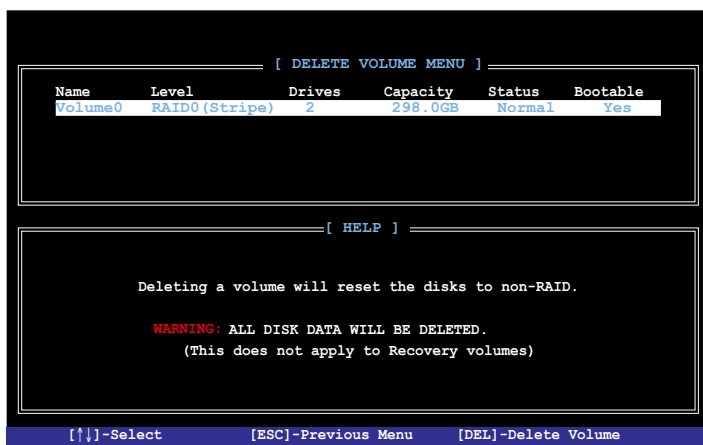 [ DELETE VOLUME MENU ]
Name Level Drives Capacity Status Bootable
Volume0 RAID0(Stripe) 2 298.0GB Normal Yes
[ HELP ]
Deleting a volume will reset the disks to non-RAID.
WARNING: ALL DISK DATA WILL BE DELETED.
(This does not apply to Recovery volumes)
[↑↓]-Select [ESC]-Previous Menu [DEL]-Delete Volume